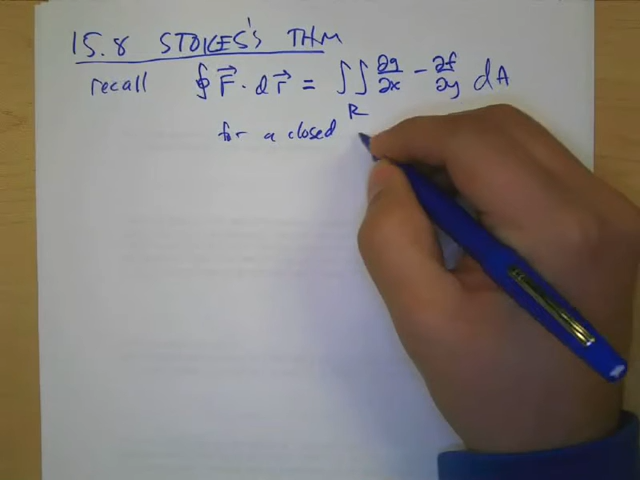 15.8 STOKES'S THM
recall ∮ F⃗ · dr⃗ = ∫∫ ∂g/∂x − ∂f/∂y dA
R
for a closed